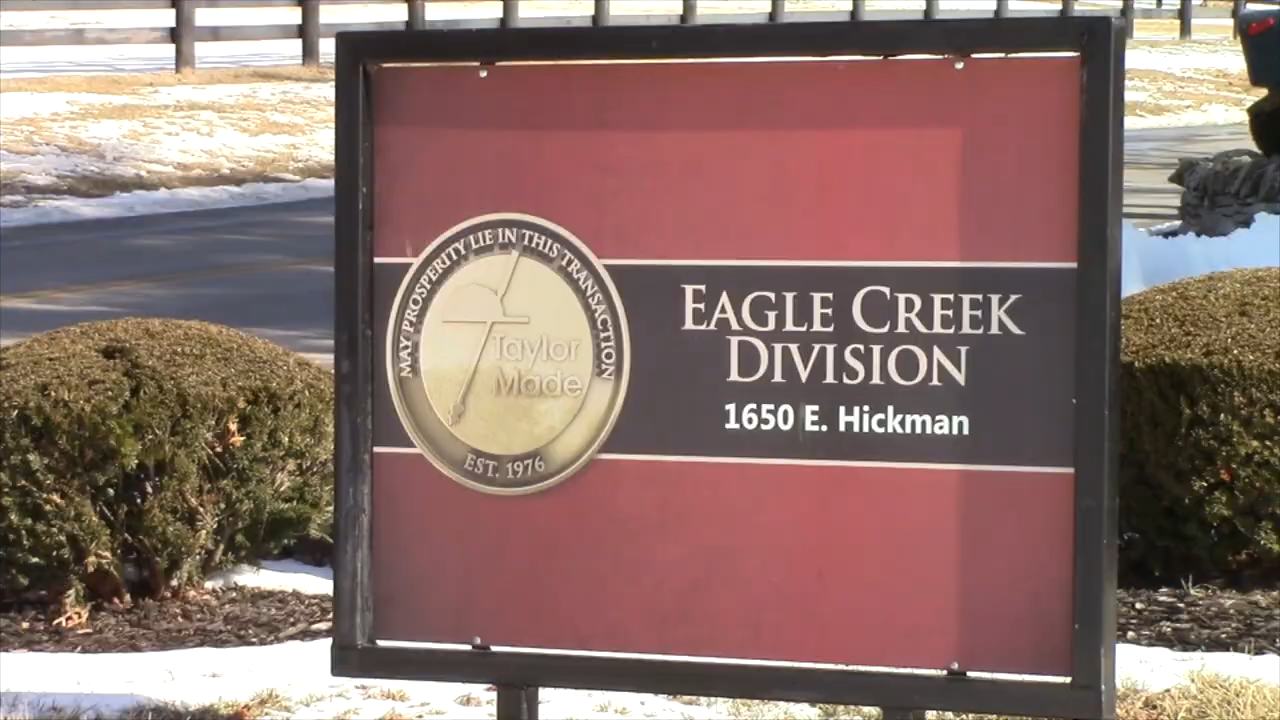 MAY PROSPERITY LIE IN THIS TRANSACTION
Taylor
Made
EST. 1976
EAGLE CREEK
DIVISION
1650 E. Hickman